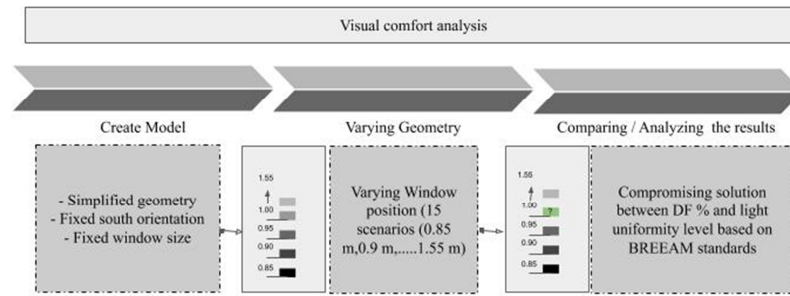 Visual comfort analysis
Create Model
Varying Geometry
Comparing / Analyzing the results
- Simplified geometry
- Fixed south orientation
- Fixed window size
1.55
1.00
0.95
0.90
0.85
Varying Window
position (15
scenarios (0.85
m,0.9 m,.....1.55 m)
1.55
1.00
?
0.95
0.90
0.85
Compromising solution
between DF % and light
uniformity level based on
BREEAM standards